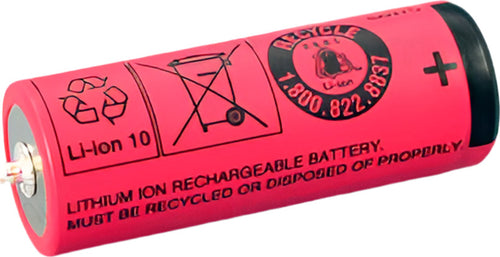 RECYCLE
Li-ion
1.800.822.8837
+
Li-ion 10
LITHIUM ION RECHARGEABLE BATTERY.
MUST BE RECYCLED OR DISPOSED OF PROPERLY.